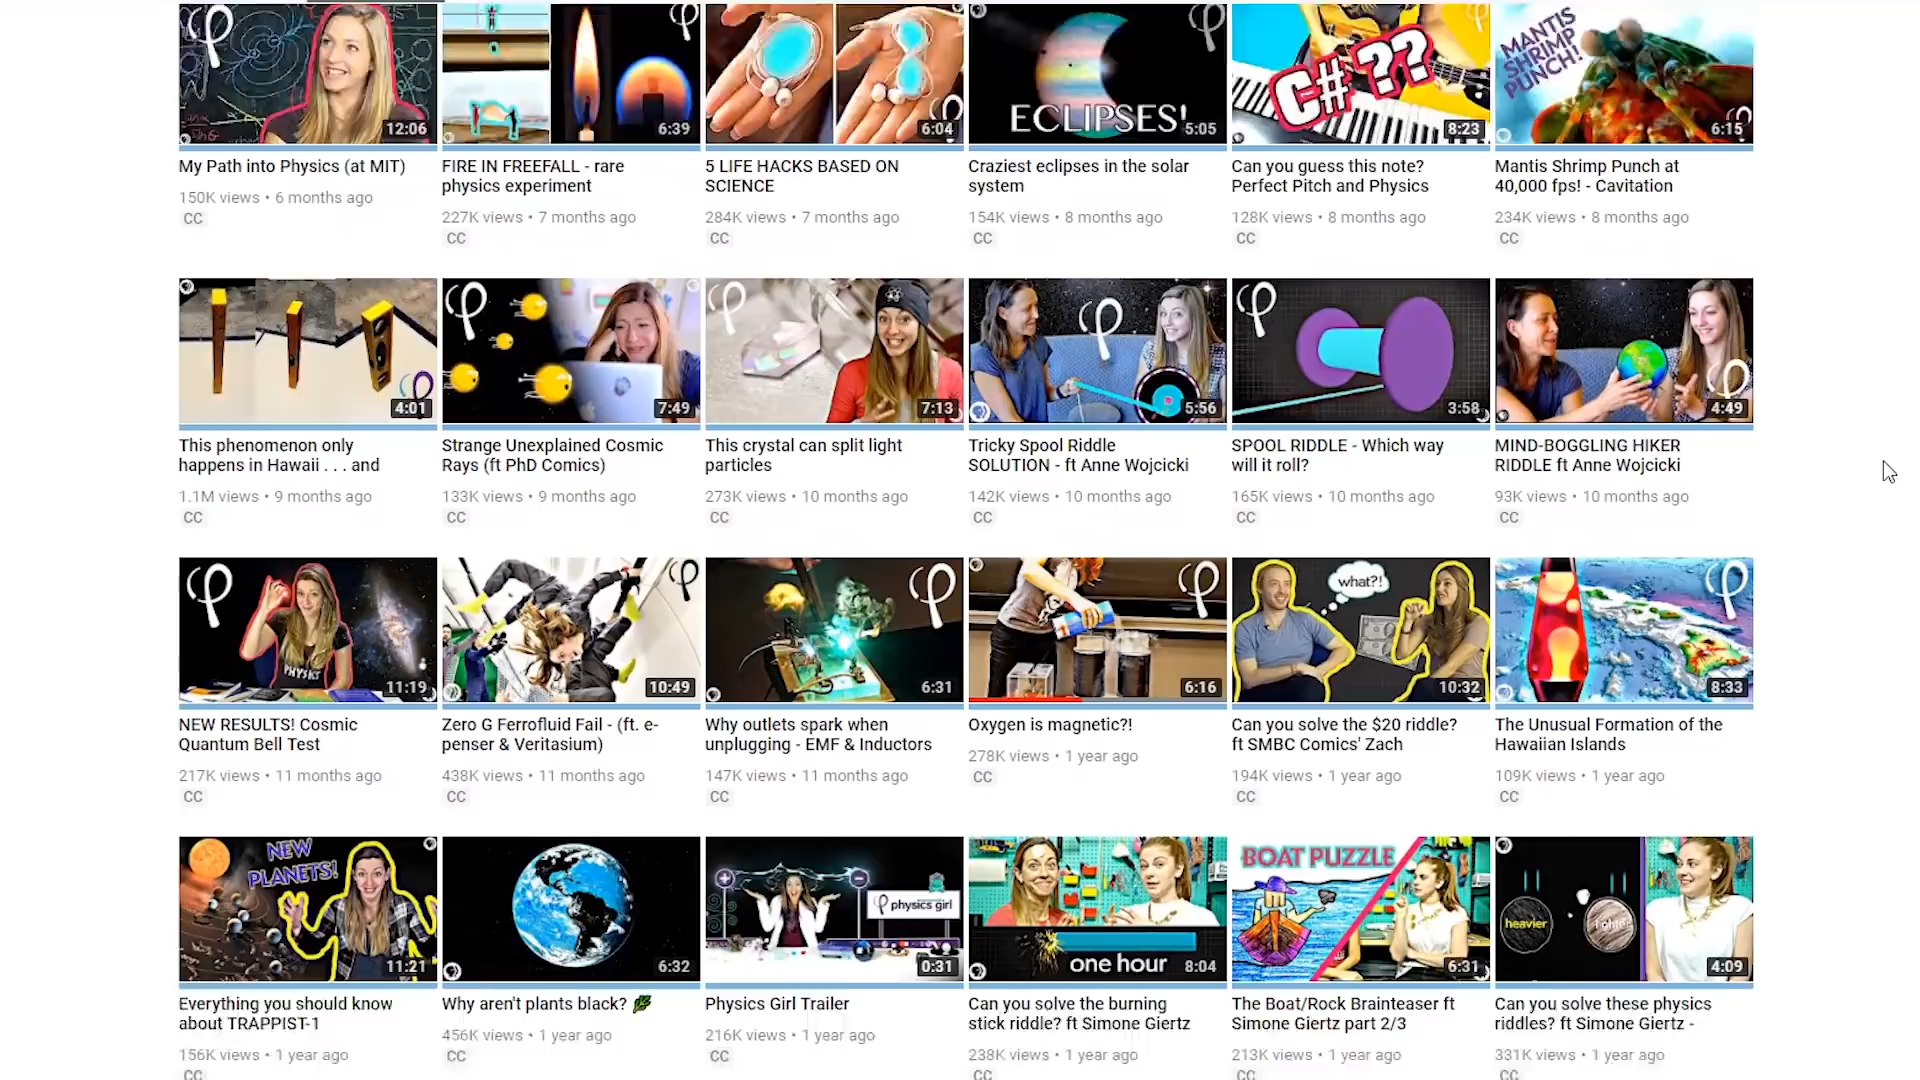 12:06
6:39
6:04
ECLIPSES!
5:05
C# ??
8:23
MANTIS
SHRIMP
PUNCH!
6:15
My Path into Physics (at MIT)
150K views • 6 months ago
CC
FIRE IN FREEFALL - rare
physics experiment
227K views • 7 months ago
CC
5 LIFE HACKS BASED ON
SCIENCE
284K views • 7 months ago
CC
Craziest eclipses in the solar
system
154K views • 8 months ago
CC
Can you guess this note?
Perfect Pitch and Physics
128K views • 8 months ago
CC
Mantis Shrimp Punch at
40,000 fps! - Cavitation
234K views • 8 months ago
CC
4:01
7:49
7:13
5:56
3:58
4:49
This phenomenon only
happens in Hawaii . . . and
1.1M views • 9 months ago
CC
Strange Unexplained Cosmic
Rays (ft PhD Comics)
133K views • 9 months ago
CC
This crystal can split light
particles
273K views • 10 months ago
CC
Tricky Spool Riddle
SOLUTION - ft Anne Wojcicki
142K views • 10 months ago
CC
SPOOL RIDDLE - Which way
will it roll?
165K views • 10 months ago
CC
MIND-BOGGLING HIKER
RIDDLE ft Anne Wojcicki
93K views • 10 months ago
CC
PHYSICS
11:19
10:49
6:31
6:16
what?!
10:32
8:33
NEW RESULTS! Cosmic
Quantum Bell Test
217K views • 11 months ago
CC
Zero G Ferrofluid Fail - (ft. e-
penser & Veritasium)
438K views • 11 months ago
CC
Why outlets spark when
unplugging - EMF & Inductors
147K views • 11 months ago
CC
Oxygen is magnetic?!
278K views • 1 year ago
CC
Can you solve the $20 riddle?
ft SMBC Comics' Zach
194K views • 1 year ago
CC
The Unusual Formation of the
Hawaiian Islands
109K views • 1 year ago
CC
NEW
PLANETS!
11:21
6:32
physics girl
0:31
one hour
8:04
BOAT PUZZLE
6:31
heavier
lighter
4:09
Everything you should know
about TRAPPIST-1
156K views • 1 year ago
CC
Why aren't plants black? 🌿
456K views • 1 year ago
CC
Physics Girl Trailer
216K views • 1 year ago
CC
Can you solve the burning
stick riddle? ft Simone Giertz
238K views • 1 year ago
CC
The Boat/Rock Brainteaser ft
Simone Giertz part 2/3
213K views • 1 year ago
CC
Can you solve these physics
riddles? ft Simone Giertz -
331K views • 1 year ago
CC